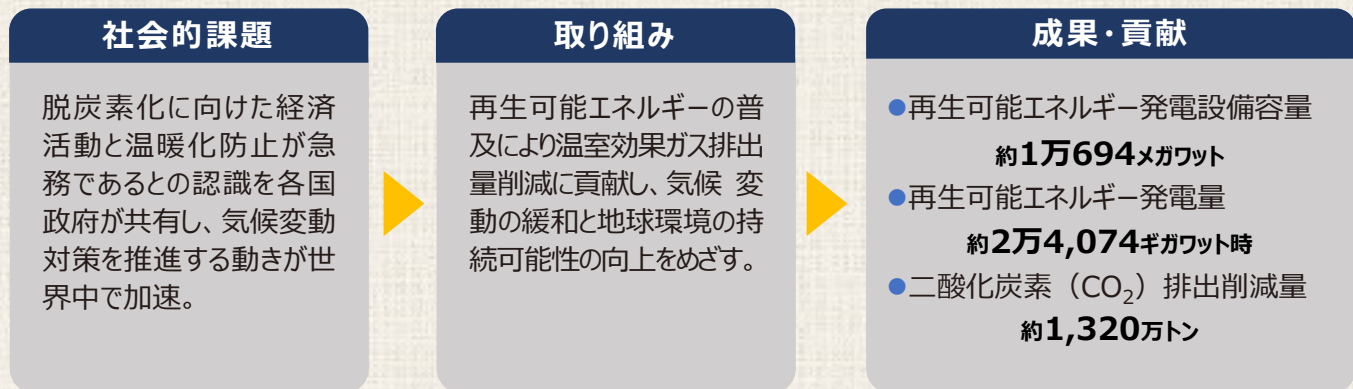 社会的課題
脱炭素化に向けた経済
活動と温暖化防止が急
務であるとの認識を各国
政府が共有し、気候変動
対策を推進する動きが世
界中で加速。
取り組み
再生可能エネルギーの普
及により温室効果ガス排出
量削減に貢献し、気候 変
動の緩和と地球環境の持
続可能性の向上をめざす。
成果・貢献
●再生可能エネルギー発電設備容量
約1万694メガワット
●再生可能エネルギー発電量
約2万4,074ギガワット時
●二酸化炭素（CO₂）排出削減量
約1,320万トン